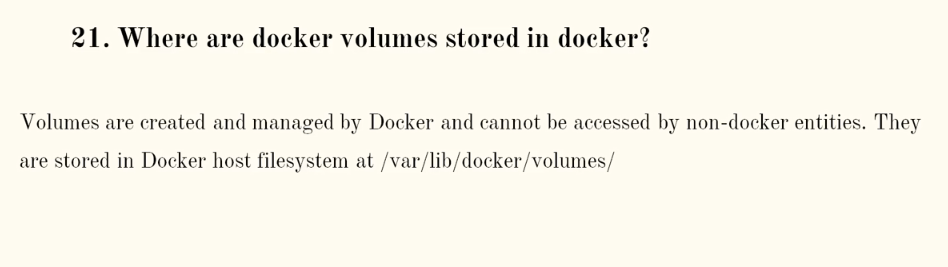 21. Where are docker volumes stored in docker?
Volumes are created and managed by Docker and cannot be accessed by non-docker entities. They
are stored in Docker host filesystem at /var/lib/docker/volumes/